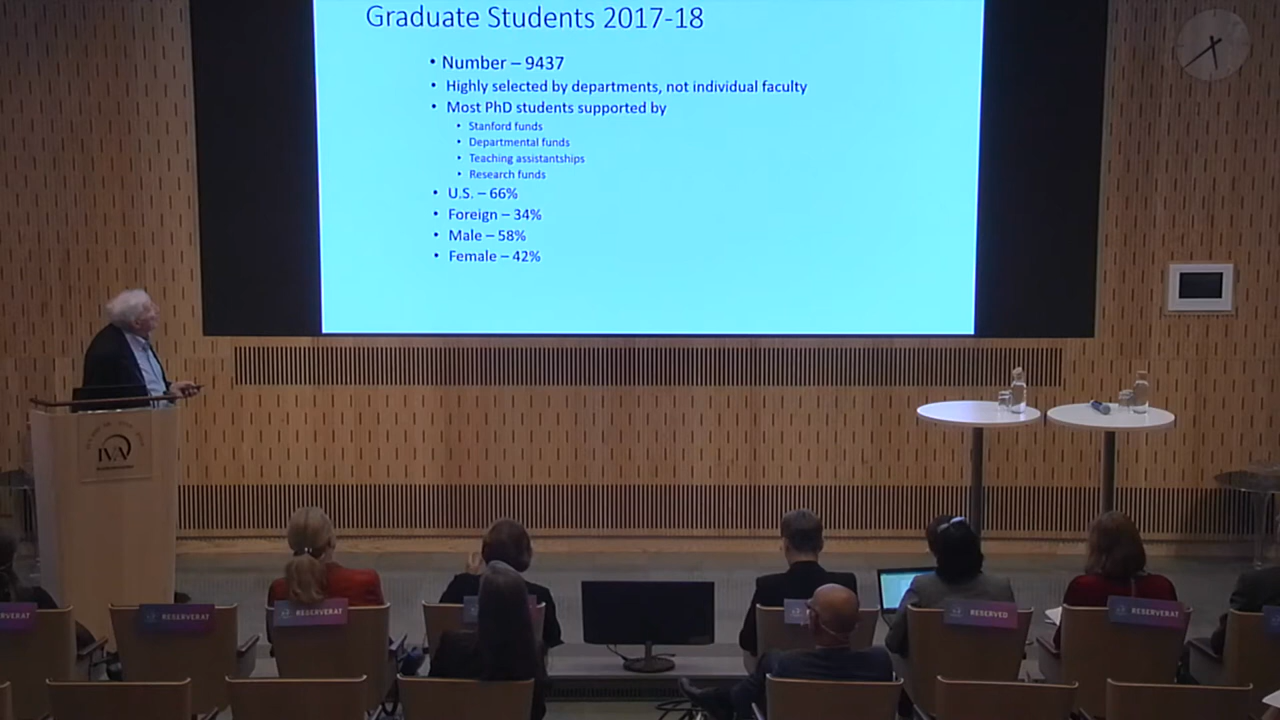 Graduate Students 2017-18
• Number – 9437
• Highly selected by departments, not individual faculty
• Most PhD students supported by
• Stanford funds
• Departmental funds
• Teaching assistantships
• Research funds
• U.S. – 66%
• Foreign – 34%
• Male – 58%
• Female – 42%
IVA
RESERVERAT
RESERVERAT
RESERVED
RESERVERAT